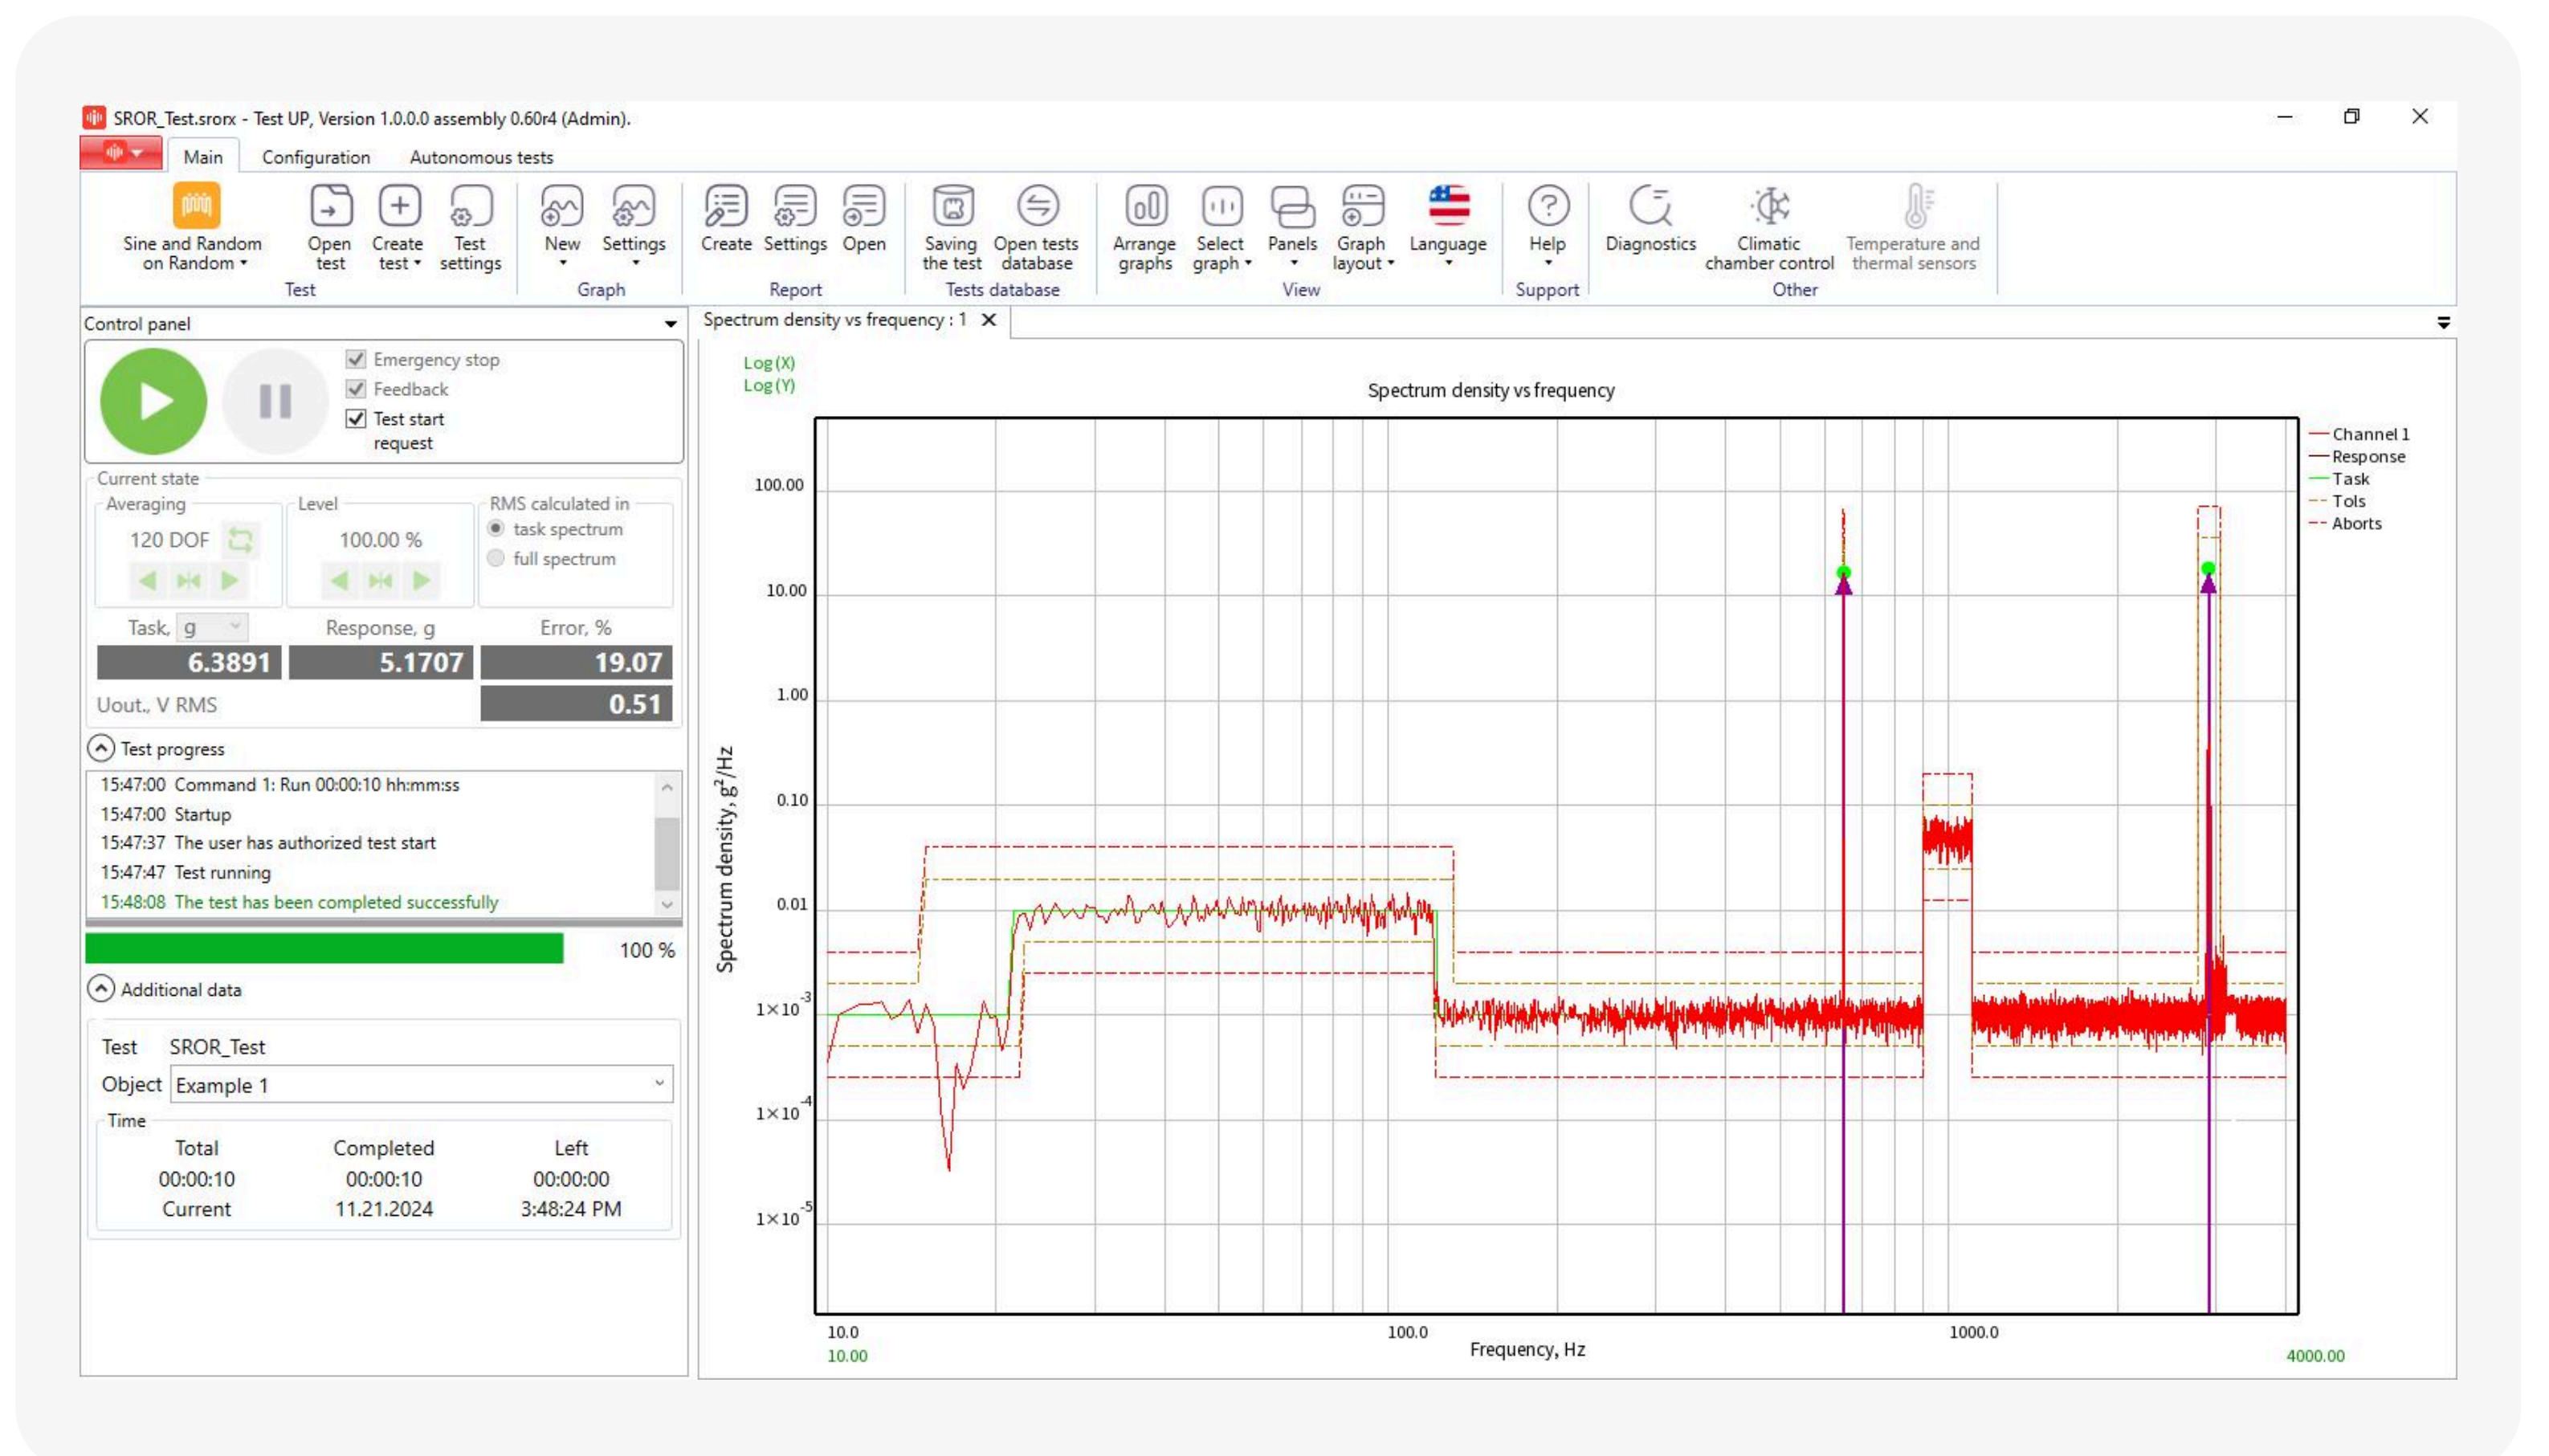 SROR_Test.srorx - Test UP, Version 1.0.0.0 assembly 0.60r4 (Admin).
Main Configuration Autonomous tests
Sine and Random
on Random
Open
test
Create
test
Test
settings
Test
New
Settings
Graph
Create
Settings
Open
Report
Saving
the test
Open tests
database
Tests database
Arrange
graphs
Select
graph
Panels
Graph
layout
Language
View
Help
Support
Diagnostics
Climatic
chamber control
Temperature and
thermal sensors
Other
Control panel
Emergency stop
Feedback
Test start
request
Current state
Averaging
120 DOF
Level
100.00 %
RMS calculated in
task spectrum
full spectrum
Task, g
Response, g
Error, %
6.3891
5.1707
19.07
Uout., V RMS
0.51
Test progress
15:47:00 Command 1: Run 00:00:10 hh:mm:ss
15:47:00 Startup
15:47:37 The user has authorized test start
15:47:47 Test running
15:48:08 The test has been completed successfully
100 %
Additional data
Test SROR_Test
Object Example 1
Time
Total Completed Left
00:00:10 00:00:10 00:00:00
Current 11.21.2024 3:48:24 PM
Spectrum density vs frequency : 1
Log(X)
Log(Y)
Spectrum density vs frequency
Spectrum density, g²/Hz
100.00
10.00
1.00
0.10
0.01
1×10⁻³
1×10⁻⁴
1×10⁻⁵
10.0
100.0
1000.0
10.00
Frequency, Hz
4000.00
Channel 1
Response
Task
Tols
Aborts